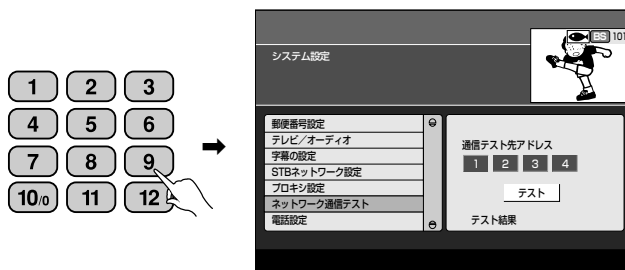 1 2 3
4 5 6
7 8 9
10/0 11 12
BS 101
システム設定
郵便番号設定
テレビ/オーディオ
字幕の設定
STBネットワーク設定
プロキシ設定
ネットワーク通信テスト
電話設定
通信テスト先アドレス
1 2 3 4
テスト
テスト結果